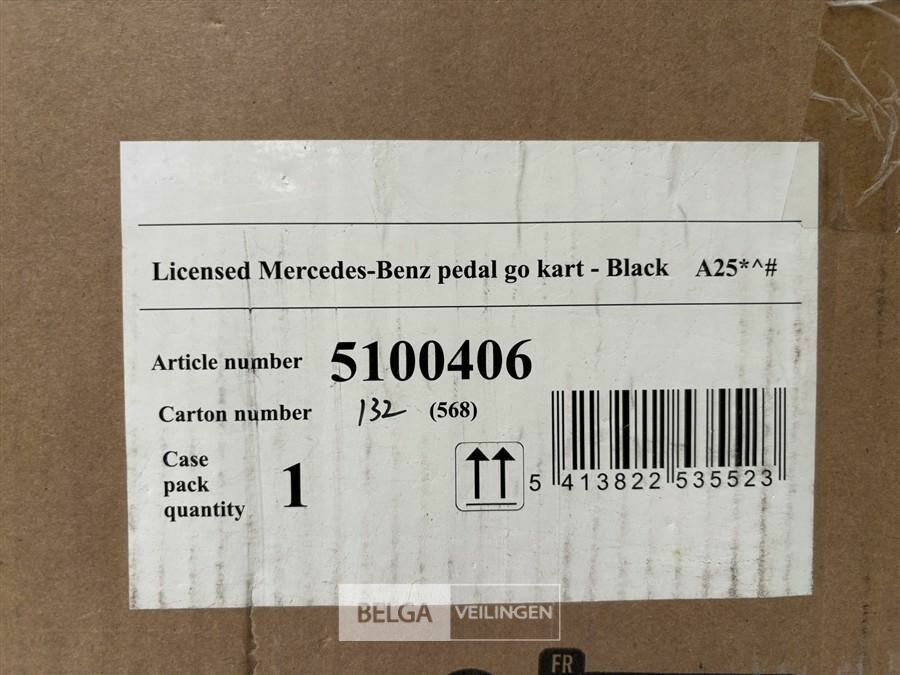 Licensed Mercedes-Benz pedal go kart - Black A25*^#
Article number 5100406
Carton number 132 (568)
Case
pack
quantity 1
5 413822 535523
BELGA VEILINGEN
FR